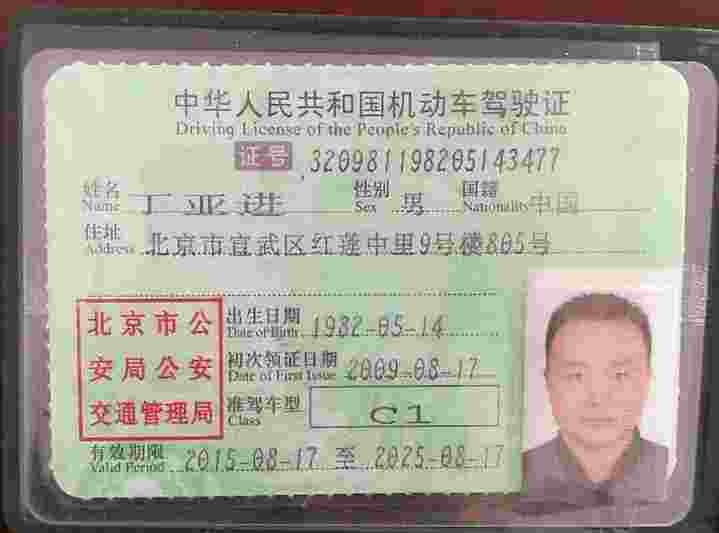 中华人民共和国机动车驾驶证
Driving License of the People's Republic of China
证号 320981198205143477
姓名 Name 丁亚进 性别 Sex 男 国籍 Nationality 中国
住址 Address 北京市宣武区红莲中里9号楼805号
北京市公
安局公安
交通管理局
出生日期 Date of Birth 1982-05-14
初次领证日期 Date of First Issue 2009-08-17
准驾车型 Class C1
有效期限 Valid Period 2015-08-17 至 2025-08-17